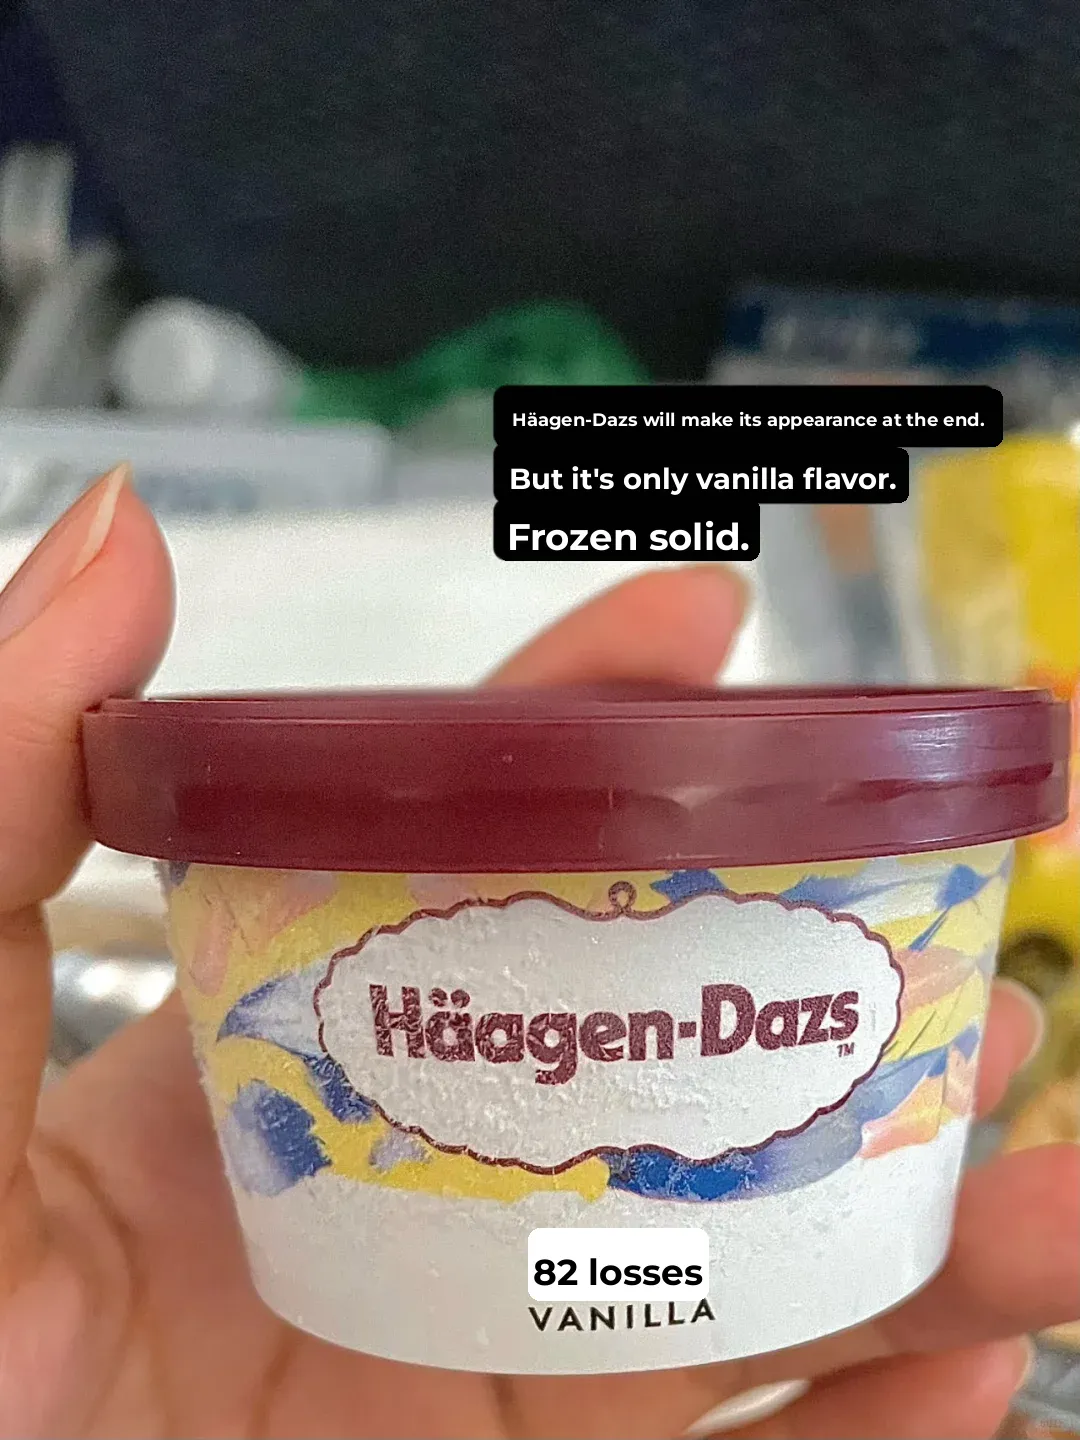 Häagen-Dazs will make its appearance at the end.
But it's only vanilla flavor.
Frozen solid.
Häagen-Dazs
TM
82 losses
VANILLA